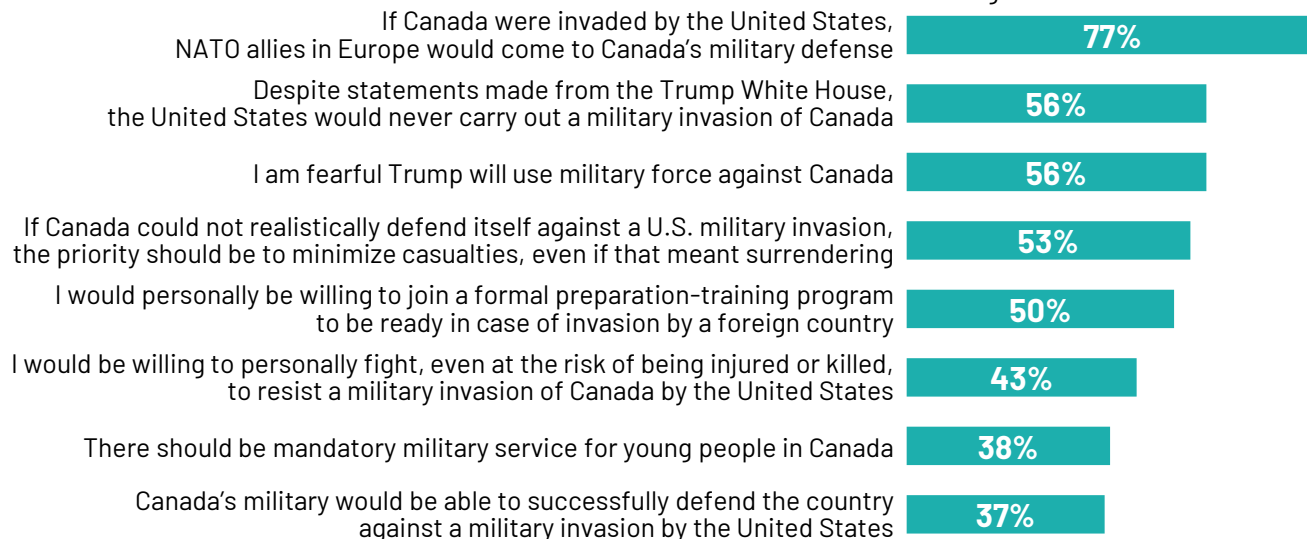 If Canada were invaded by the United States,
NATO allies in Europe would come to Canada's military defense
77%
Despite statements made from the Trump White House,
the United States would never carry out a military invasion of Canada
56%
I am fearful Trump will use military force against Canada
56%
If Canada could not realistically defend itself against a U.S. military invasion,
the priority should be to minimize casualties, even if that meant surrendering
53%
I would personally be willing to join a formal preparation-training program
to be ready in case of invasion by a foreign country
50%
I would be willing to personally fight, even at the risk of being injured or killed,
to resist a military invasion of Canada by the United States
43%
There should be mandatory military service for young people in Canada
38%
Canada's military would be able to successfully defend the country
against a military invasion by the United States
37%